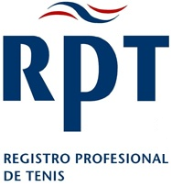 RPT
REGISTRO PROFESIONAL
DE TENIS